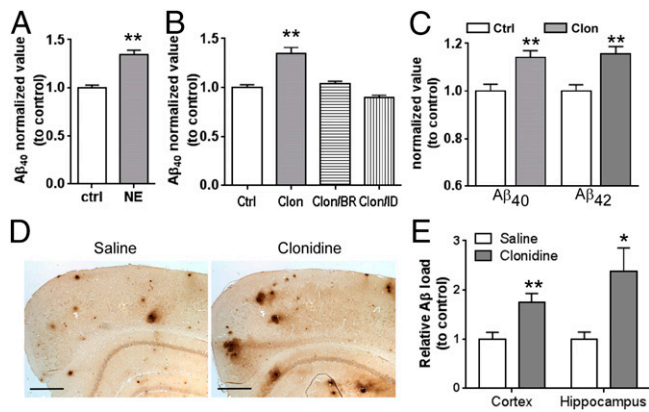 A
Aβ40 normalized value
(to control)
1.5
1.0
0.5
0.0
**
ctrl
NE
B
Aβ40 normalized value
(to control)
1.5
1.0
0.5
0.0
**
Ctrl
Clon
Clon/BR
Clon/ID
C
Ctrl
Clon
normalized value
(to control)
1.2
1.0
0.8
0.6
**
**
Aβ40
Aβ42
D
Saline
Clonidine
E
Saline
Clonidine
Relative Aβ load
(to control)
3
2
1
0
**
*
Cortex
Hippocampus